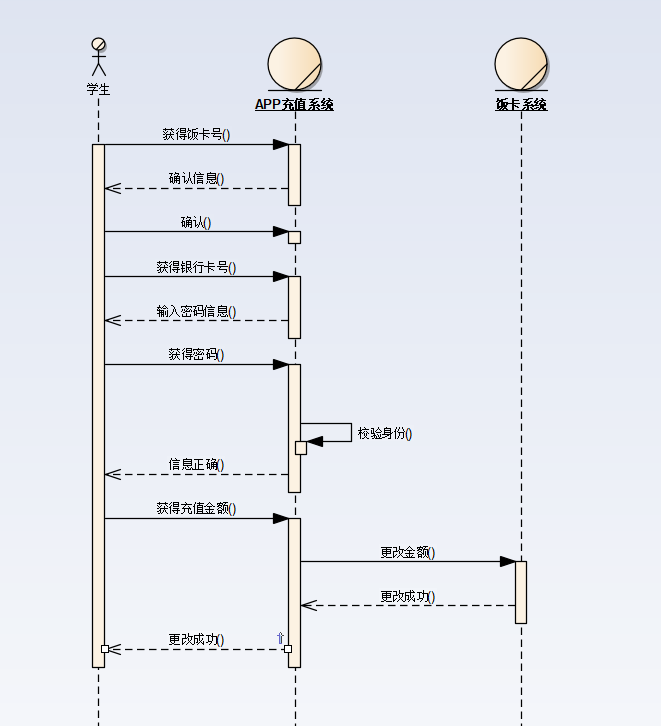 学生
APP充值系统
饭卡系统
获得饭卡号()
确认信息()
确认()
获得银行卡号()
输入密码信息()
获得密码()
校验身份()
信息正确()
获得充值金额()
更改金额()
更改成功()
更改成功()